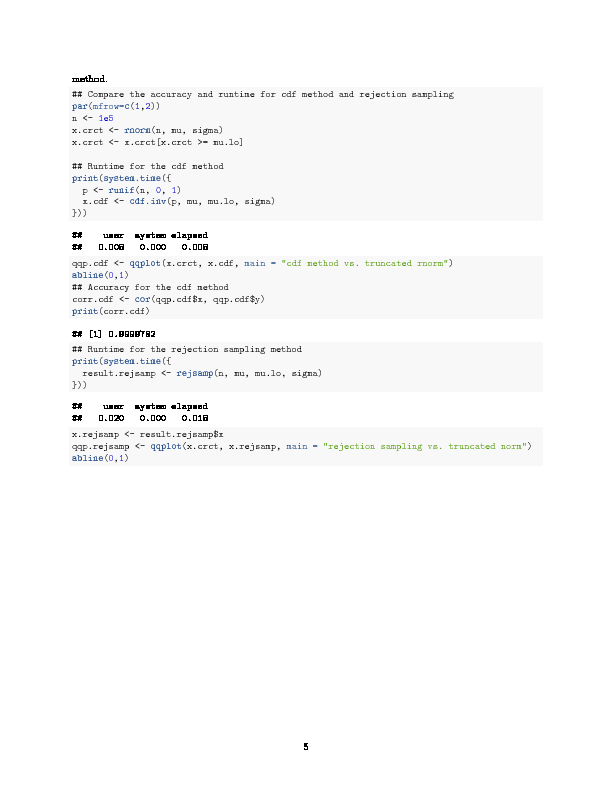 method.
## Compare the accuracy and runtime for cdf method and rejection sampling
par(mfrow=c(1,2))
n <- 1e5
x.crct <- rnorm(n, mu, sigma)
x.crct <- x.crct[x.crct >= mu.lo]
## Runtime for the cdf method
print(system.time({
  p <- runif(n, 0, 1)
  x.cdf <- cdf.inv(p, mu, mu.lo, sigma)
}))
##    user  system elapsed
##   0.006   0.000   0.006
qqp.cdf <- qqplot(x.crct, x.cdf, main = "cdf method vs. truncated rnorm")
abline(0,1)
## Accuracy for the cdf method
corr.cdf <- cor(qqp.cdf$x, qqp.cdf$y)
print(corr.cdf)
## [1] 0.9999792
## Runtime for the rejection sampling method
print(system.time({
  result.rejsamp <- rejsamp(n, mu, mu.lo, sigma)
}))
##    user  system elapsed
##   0.020   0.000   0.018
x.rejsamp <- result.rejsamp$x
qqp.rejsamp <- qqplot(x.crct, x.rejsamp, main = "rejection sampling vs. truncated norm")
abline(0,1)
5